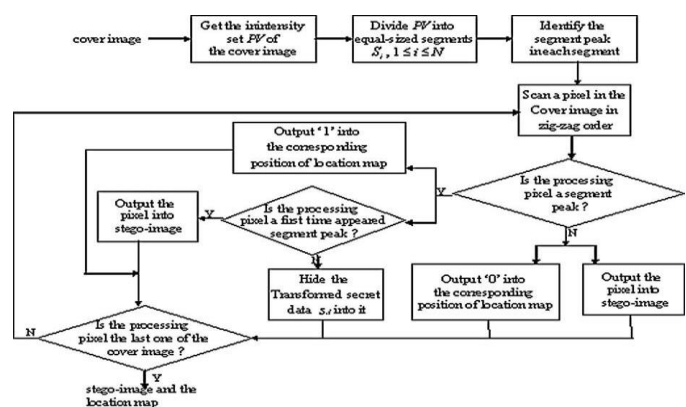 cover image
Get the inintensity
set PV of
the cover image
Divide PV into
equal-sized segments
S'i , 1 ≤ i ≤ N
Identify the
segment peak
ineach segment
Scan a pixel in the
Cover image in
zig-zag order
Output '1' into
the corresponding
position of location map
Is the processing
pixel a segment
peak ?
Y
N
Output the
pixel into
stego-image
Y
Is the processing
pixel a first time appeared
segment peak ?
N
Hide the
Transformed secret
data into it
Output '0' into
the corresponding
position of location map
Output the
pixel into
stego-image
N
Is the processing
pixel the last one of the
cover image ?
Y
stego-image and the
location map